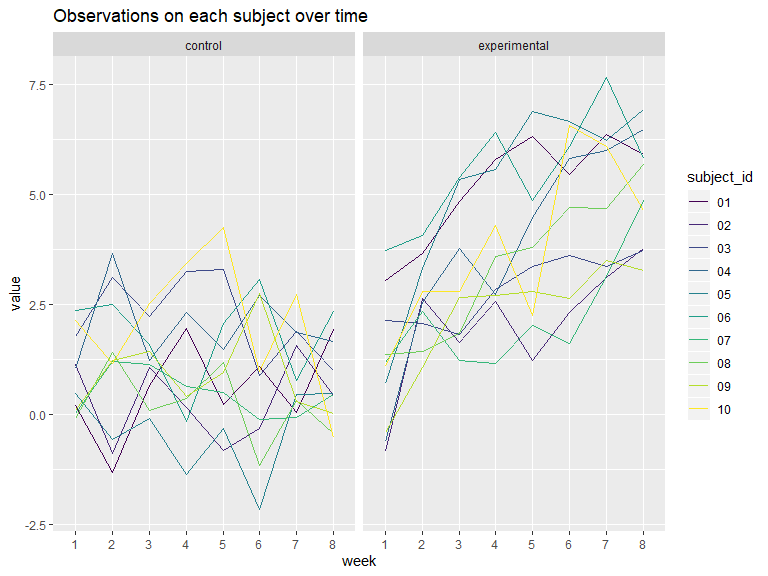 Observations on each subject over time
control
experimental
7.5
5.0
2.5
0.0
-2.5
value
1 2 3 4 5 6 7 8
1 2 3 4 5 6 7 8
week
subject_id
01
02
03
04
05
06
07
08
09
10